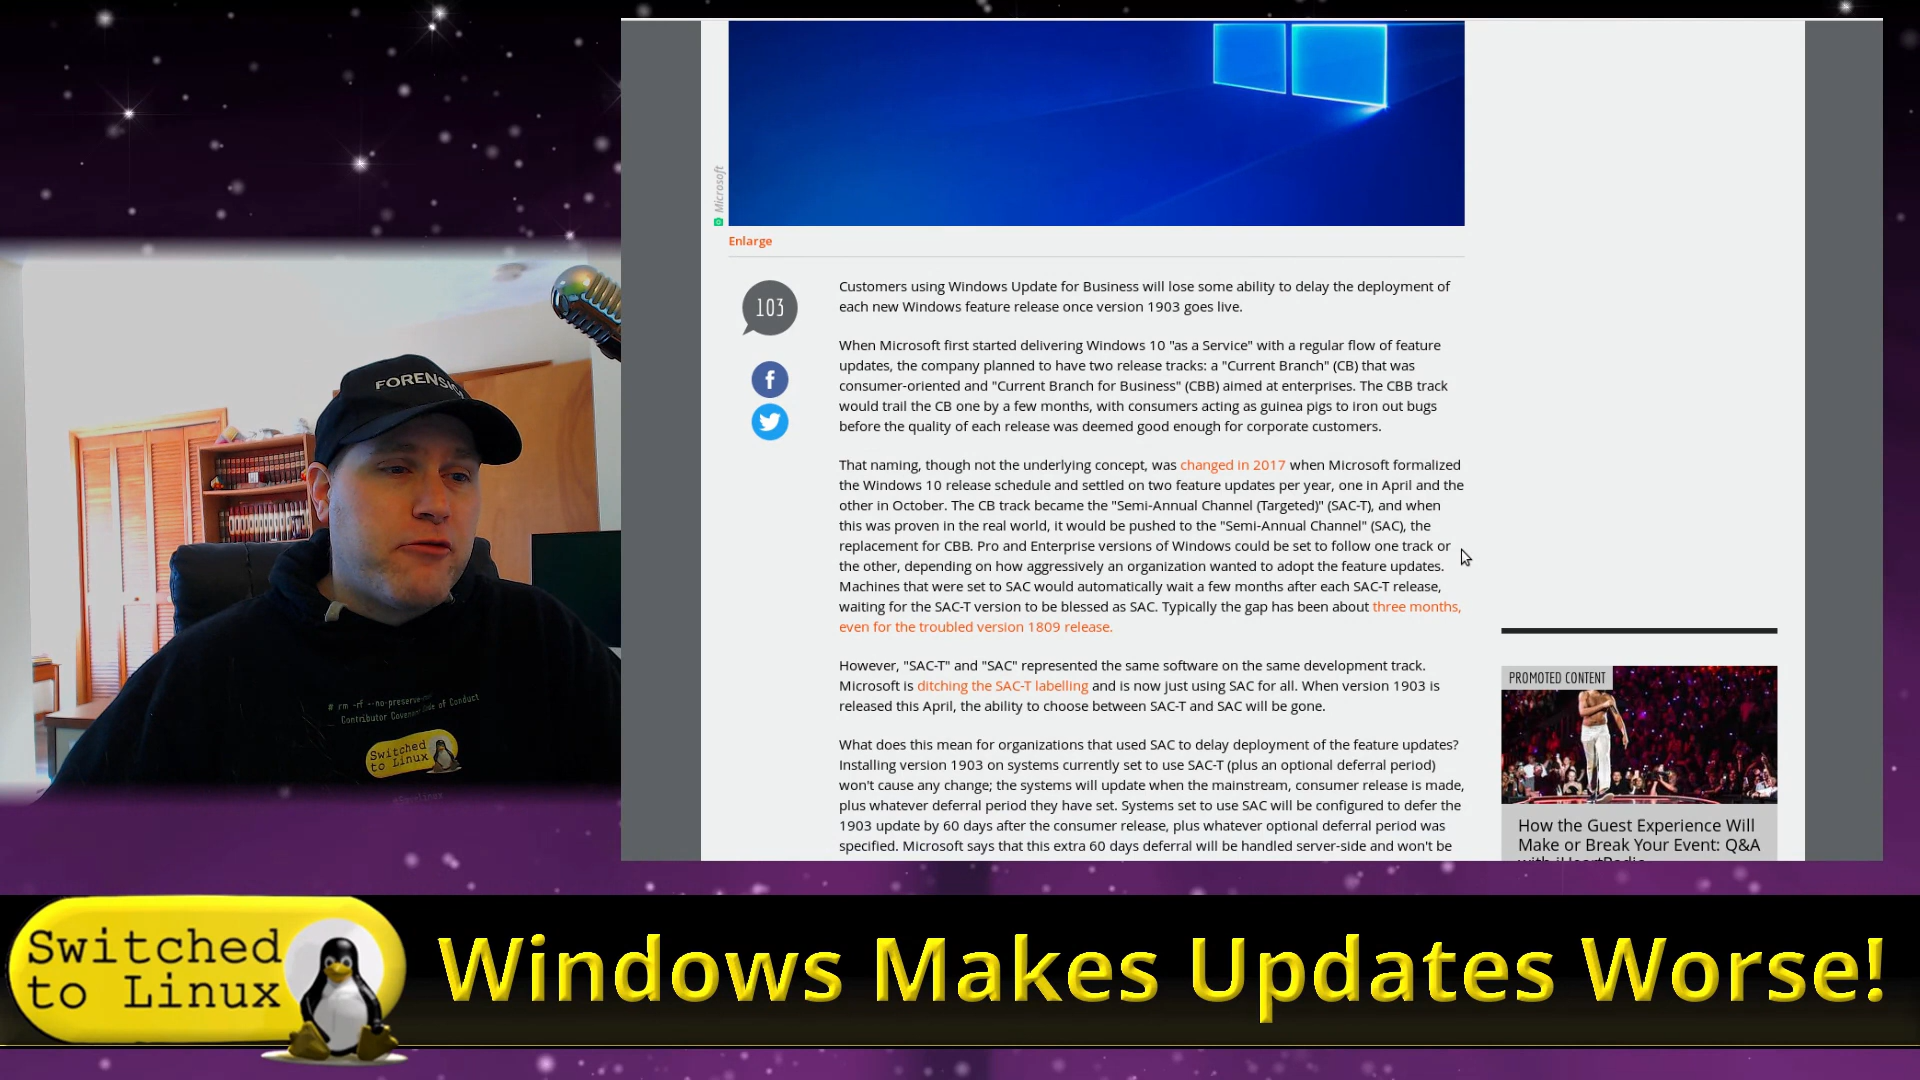 Microsoft
Enlarge
103
Customers using Windows Update for Business will lose some ability to delay the deployment of
each new Windows feature release once version 1903 goes live.
When Microsoft first started delivering Windows 10 "as a Service" with a regular flow of feature
updates, the company planned to have two release tracks: a "Current Branch" (CB) that was
consumer-oriented and "Current Branch for Business" (CBB) aimed at enterprises. The CBB track
would trail the CB one by a few months, with consumers acting as guinea pigs to iron out bugs
before the quality of each release was deemed good enough for corporate customers.
That naming, though not the underlying concept, was changed in 2017 when Microsoft formalized
the Windows 10 release schedule and settled on two feature updates per year, one in April and the
other in October. The CB track became the "Semi-Annual Channel (Targeted)" (SAC-T), and when
this was proven in the real world, it would be pushed to the "Semi-Annual Channel" (SAC), the
replacement for CBB. Pro and Enterprise versions of Windows could be set to follow one track or
the other, depending on how aggressively an organization wanted to adopt the feature updates.
Machines that were set to SAC would automatically wait a few months after each SAC-T release,
waiting for the SAC-T version to be blessed as SAC. Typically the gap has been about three months,
even for the troubled version 1809 release.
However, "SAC-T" and "SAC" represented the same software on the same development track.
Microsoft is ditching the SAC-T labelling and is now just using SAC for all. When version 1903 is
released this April, the ability to choose between SAC-T and SAC will be gone.
What does this mean for organizations that used SAC to delay deployment of the feature updates?
Installing version 1903 on systems currently set to use SAC-T (plus an optional deferral period)
won't cause any change; the systems will update when the mainstream, consumer release is made,
plus whatever deferral period they have set. Systems set to use SAC will be configured to defer the
1903 update by 60 days after the consumer release, plus whatever optional deferral period was
specified. Microsoft says that this extra 60 days deferral will be handled server-side and won't be
PROMOTED CONTENT
How the Guest Experience Will
Make or Break Your Event: Q&A
with iHeartRadio
FORENSIC
# rm -rf --no-preserve-
Contributor Covenant Code of Conduct
Switched
to Linux
Switched
to Linux
Windows Makes Updates Worse!